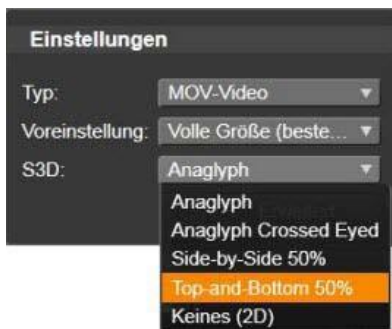 Einstellungen
Typ: MOV-Video
Voreinstellung: Volle Größe (beste...
S3D: Anaglyph
Anaglyph
Anaglyph Crossed Eyed
Side-by-Side 50%
Top-and-Bottom 50%
Keines (2D)